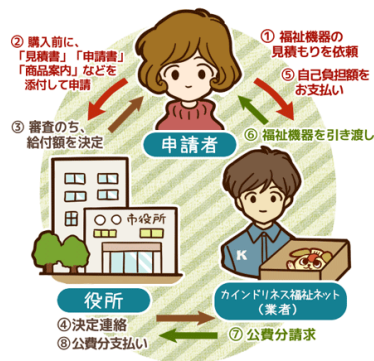 ① 福祉機器の
見積もりを依頼
② 購入前に、
「見積書」「申請書」
「商品案内」などを
添付して申請
⑤ 自己負担額を
お支払い
③ 審査のち、
給付額を決定
⑥ 福祉機器を引き渡し
申請者
○○市役所
K
役所
カインドリネス福祉ネット
（業者）
④決定連絡
⑧公費分支払い
⑦公費分請求